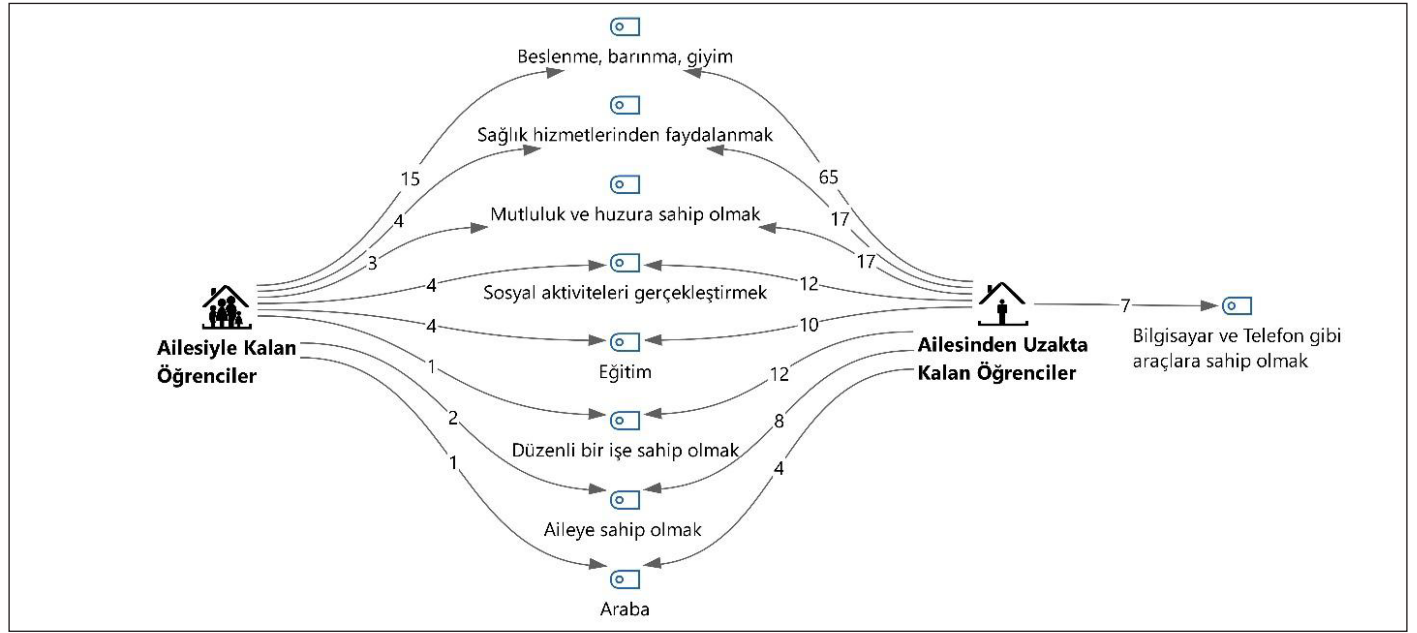 Beslenme, barınma, giyim
Sağlık hizmetlerinden faydalanmak
15
65
4
17
Mutluluk ve huzura sahip olmak
3
17
4
12
Sosyal aktiviteleri gerçekleştirmek
7
4
10
Bilgisayar ve Telefon gibi
araçlara sahip olmak
Ailesiyle Kalan
Öğrenciler
Ailesinden Uzakta
Kalan Öğrenciler
Eğitim
1
12
2
8
Düzenli bir işe sahip olmak
1
4
Aileye sahip olmak
Araba